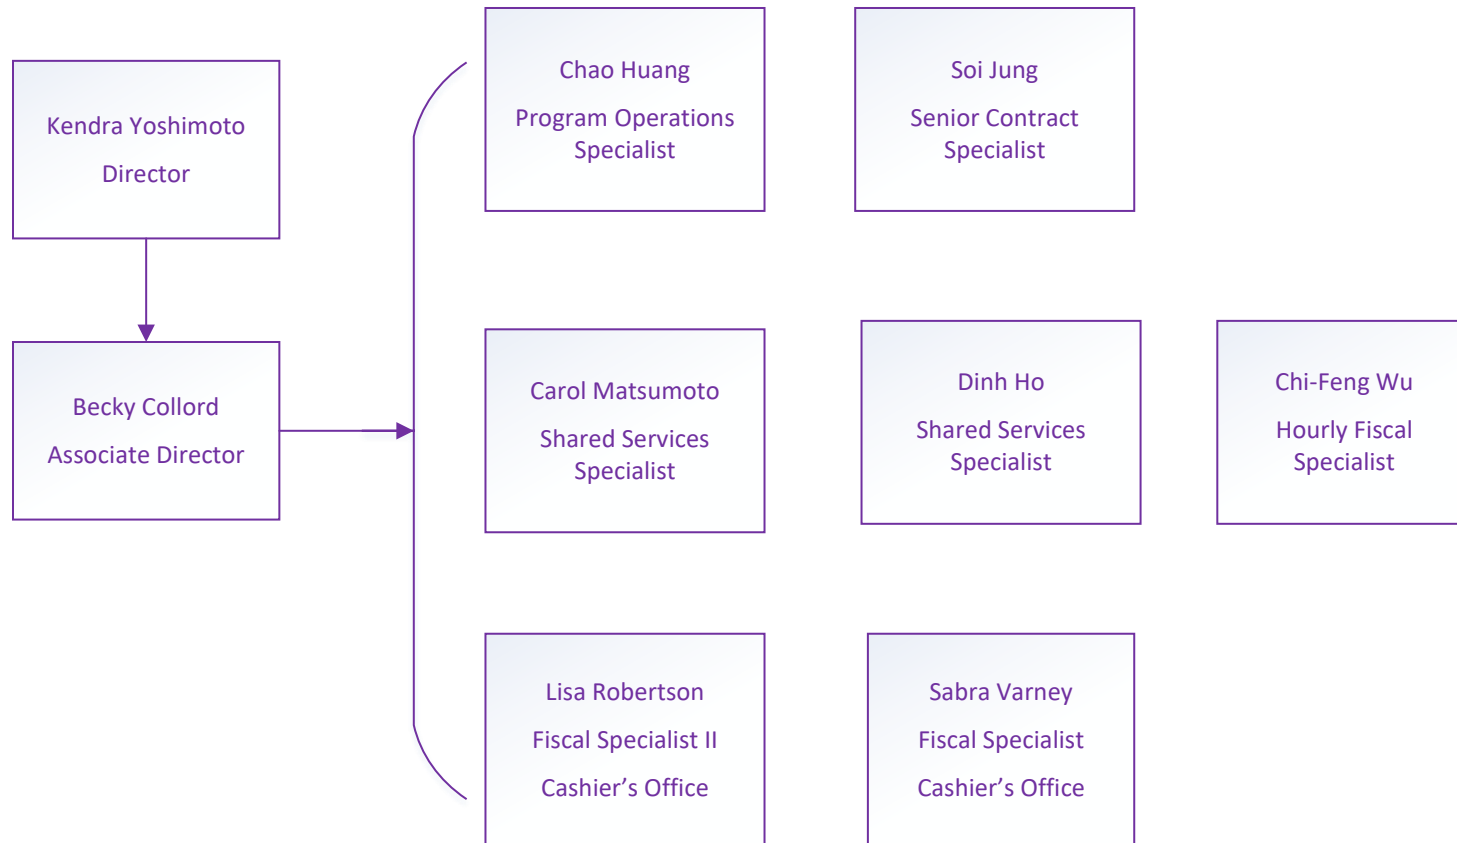 Kendra Yoshimoto
Director
Becky Collord
Associate Director
Chao Huang
Program Operations
Specialist
Soi Jung
Senior Contract
Specialist
Carol Matsumoto
Shared Services
Specialist
Dinh Ho
Shared Services
Specialist
Chi-Feng Wu
Hourly Fiscal
Specialist
Lisa Robertson
Fiscal Specialist II
Cashier’s Office
Sabra Varney
Fiscal Specialist
Cashier’s Office